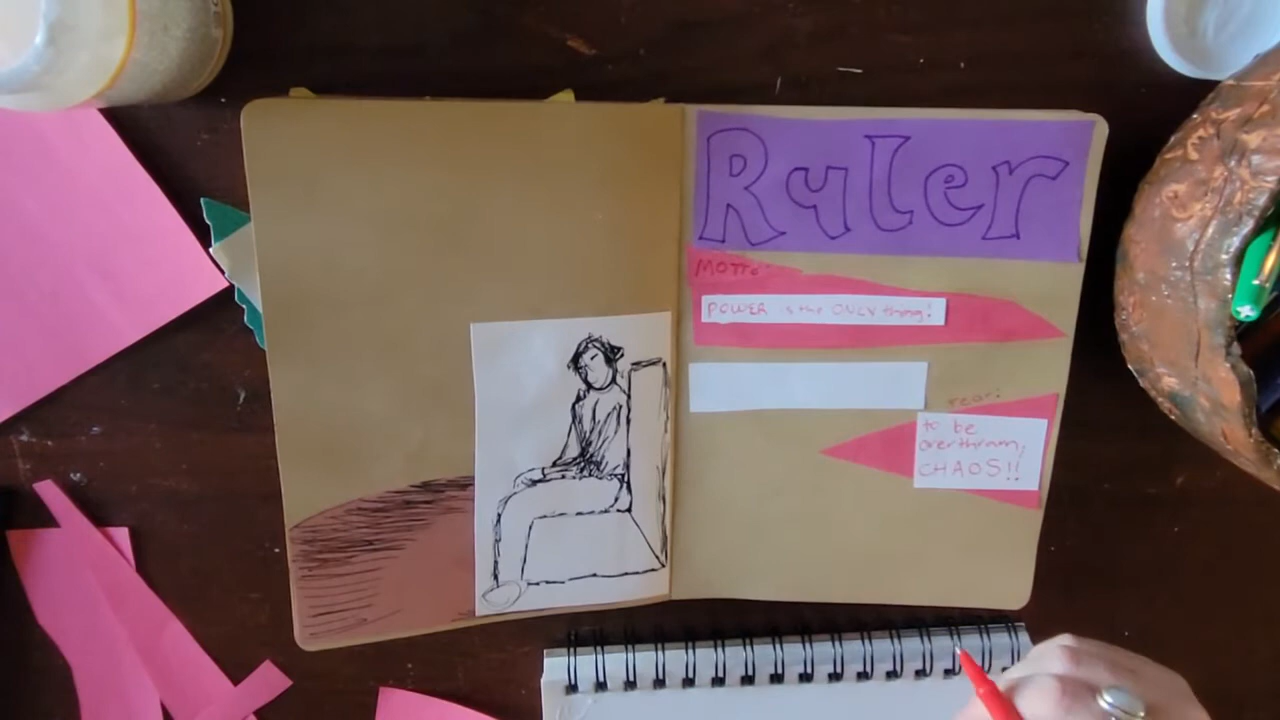 Ruler
MOTTO:
POWER is the ONLY thing!
fear:
to be
overthrown,
CHAOS!!